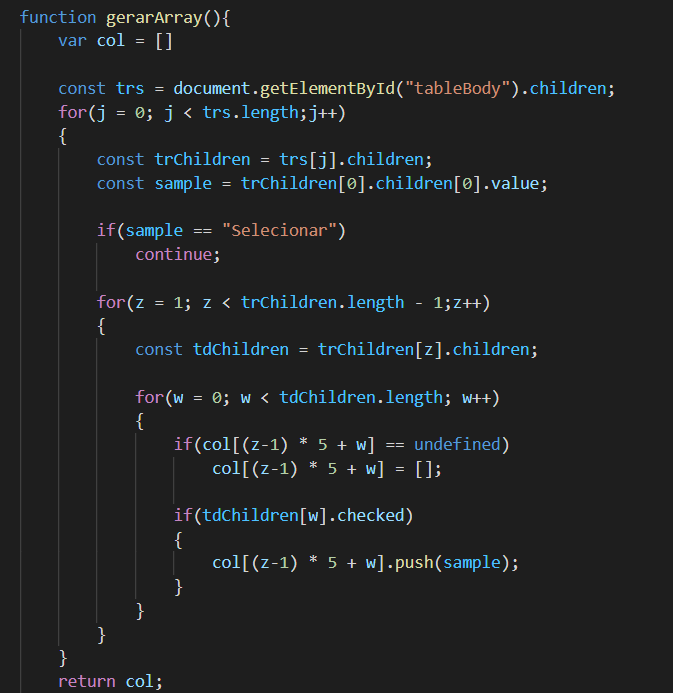 function gerarArray(){
    var col = []

    const trs = document.getElementById("tableBody").children;
    for(j = 0; j < trs.length;j++)
    {
        const trChildren = trs[j].children;
        const sample = trChildren[0].children[0].value;

        if(sample == "Selecionar")
            continue;

        for(z = 1; z < trChildren.length - 1;z++)
        {
            const tdChildren = trChildren[z].children;

            for(w = 0; w < tdChildren.length; w++)
            {
                if(col[(z-1) * 5 + w] == undefined)
                    col[(z-1) * 5 + w] = [];

                if(tdChildren[w].checked)
                {
                    col[(z-1) * 5 + w].push(sample);
                }
            }
        }
    }
    return col;